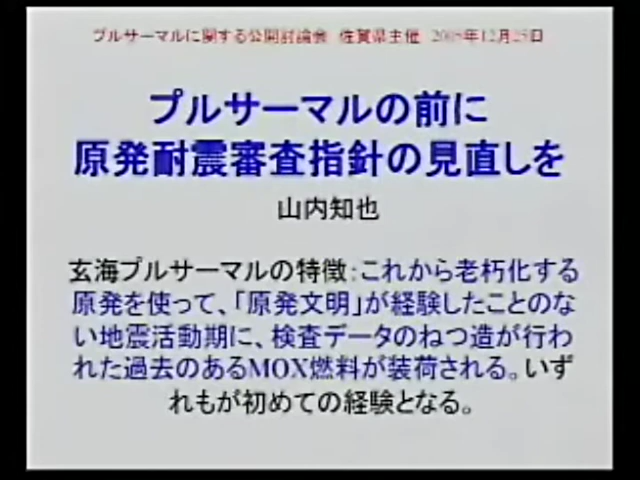 プルサーマルに関する公開討論会 佐賀県主催 2005年12月25日
プルサーマルの前に
原発耐震審査指針の見直しを
山内知也
玄海プルサーマルの特徴：これから老朽化する
原発を使って、「原発文明」が経験したことのな
い地震活動期に、検査データのねつ造が行わ
れた過去のあるMOX燃料が装荷される。いず
れもが初めての経験となる。